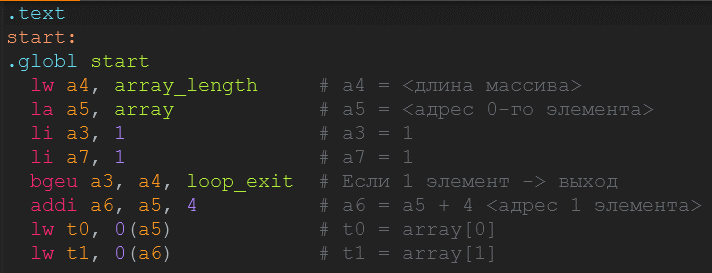 .text
start:
.globl start
lw a4, array_length # a4 = <длина массива>
la a5, array # a5 = <адрес 0-го элемента>
li a3, 1 # a3 = 1
li a7, 1 # a7 = 1
bgeu a3, a4, loop_exit # Если 1 элемент -> выход
addi a6, a5, 4 # a6 = a5 + 4 <адрес 1 элемента>
lw t0, 0(a5) # t0 = array[0]
lw t1, 0(a6) # t1 = array[1]